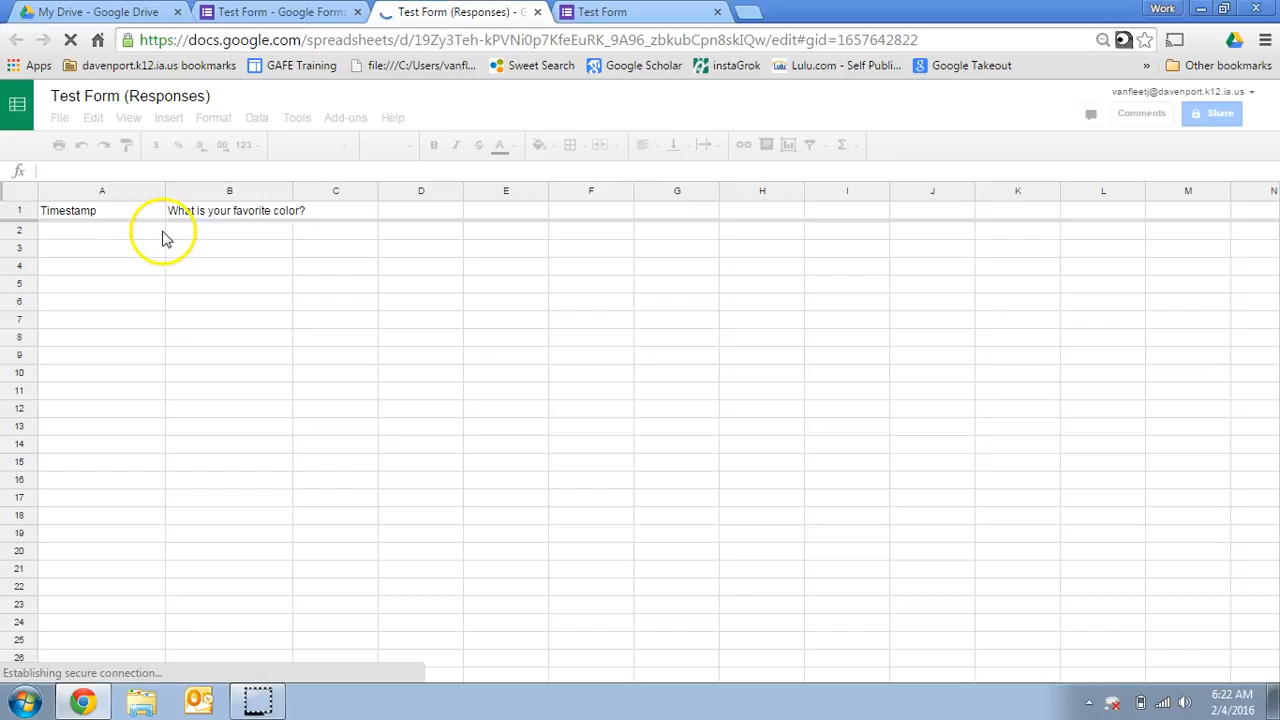 My Drive - Google Drive
Test Form - Google Forms
Test Form (Responses) - G
Test Form
Work
https://docs.google.com/spreadsheets/d/19Zy3Teh-kPVNi0p7KfeEuRK_9A96_zbkubCpn8skIQw/edit#gid=1657642822
Apps
davenport.k12.ia.us bookmarks
GAFE Training
file:///C:/Users/vanfl...
Sweet Search
Google Scholar
instaGrok
Lulu.com - Self Publi...
Google Takeout
»
Other bookmarks
Test Form (Responses)
vanfleetj@davenport.k12.ia.us
File Edit View Insert Format Data Tools Add-ons Help
Comments
Share
$ % .0 .00 123
B I S A
fx
A B C D E F G H I J K L M N
1 Timestamp What is your favorite color?
2
3
4
5
6
7
8
9
10
11
12
13
14
15
16
17
18
19
20
21
22
23
24
25
26
Establishing secure connection...
6:22 AM
2/4/2016